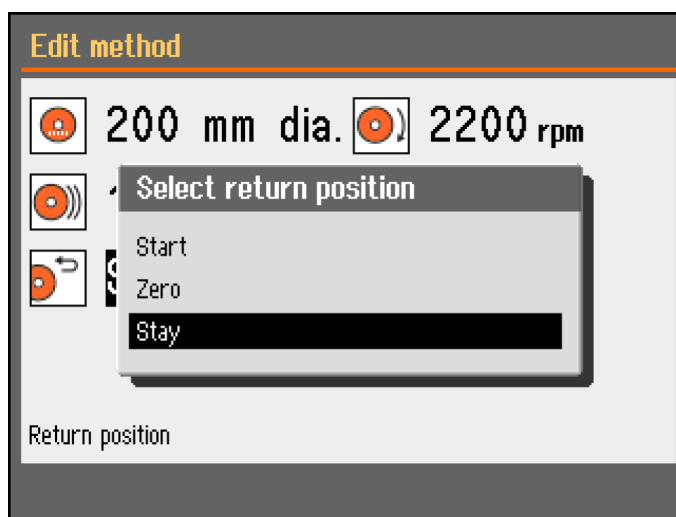 Edit method
200 mm dia. 2200 rpm
Select return position
Start
Zero
Stay
Return position